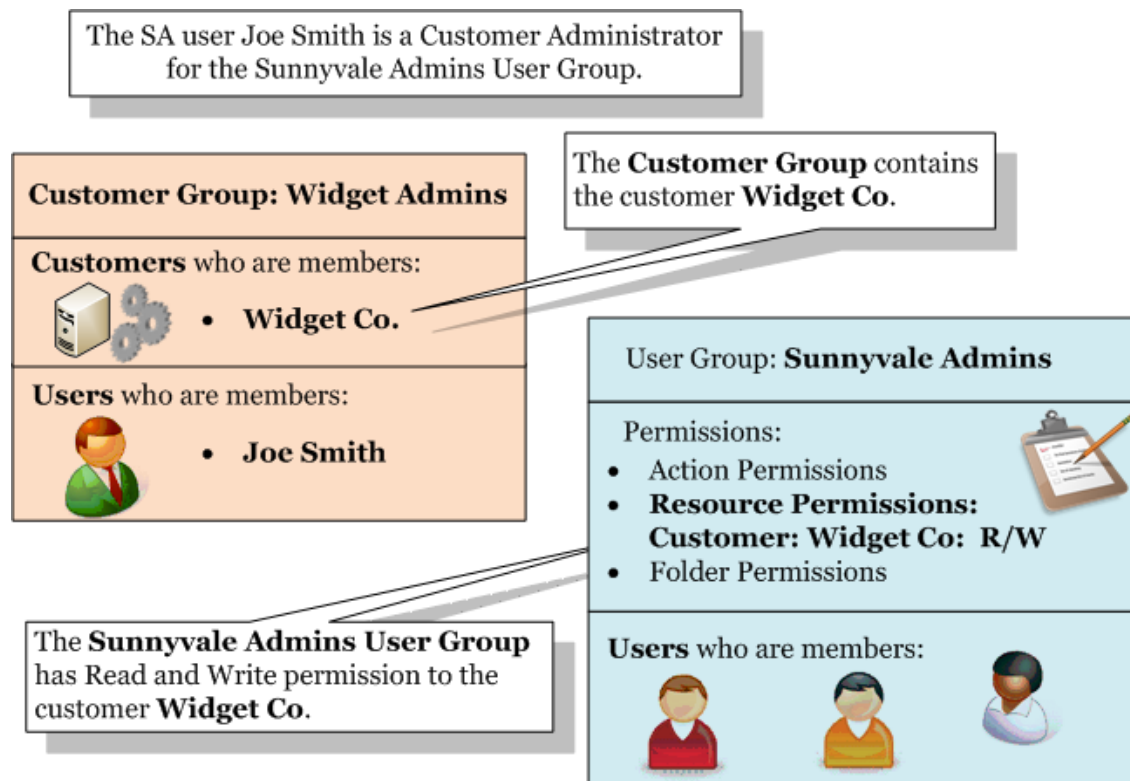 The SA user Joe Smith is a Customer Administrator
for the Sunnyvale Admins User Group.
The Customer Group contains
the customer Widget Co.
Customer Group: Widget Admins
Customers who are members:
• Widget Co.
Users who are members:
• Joe Smith
User Group: Sunnyvale Admins
Permissions:
• Action Permissions
• Resource Permissions:
Customer: Widget Co: R/W
• Folder Permissions
The Sunnyvale Admins User Group
has Read and Write permission to the
customer Widget Co.
Users who are members: